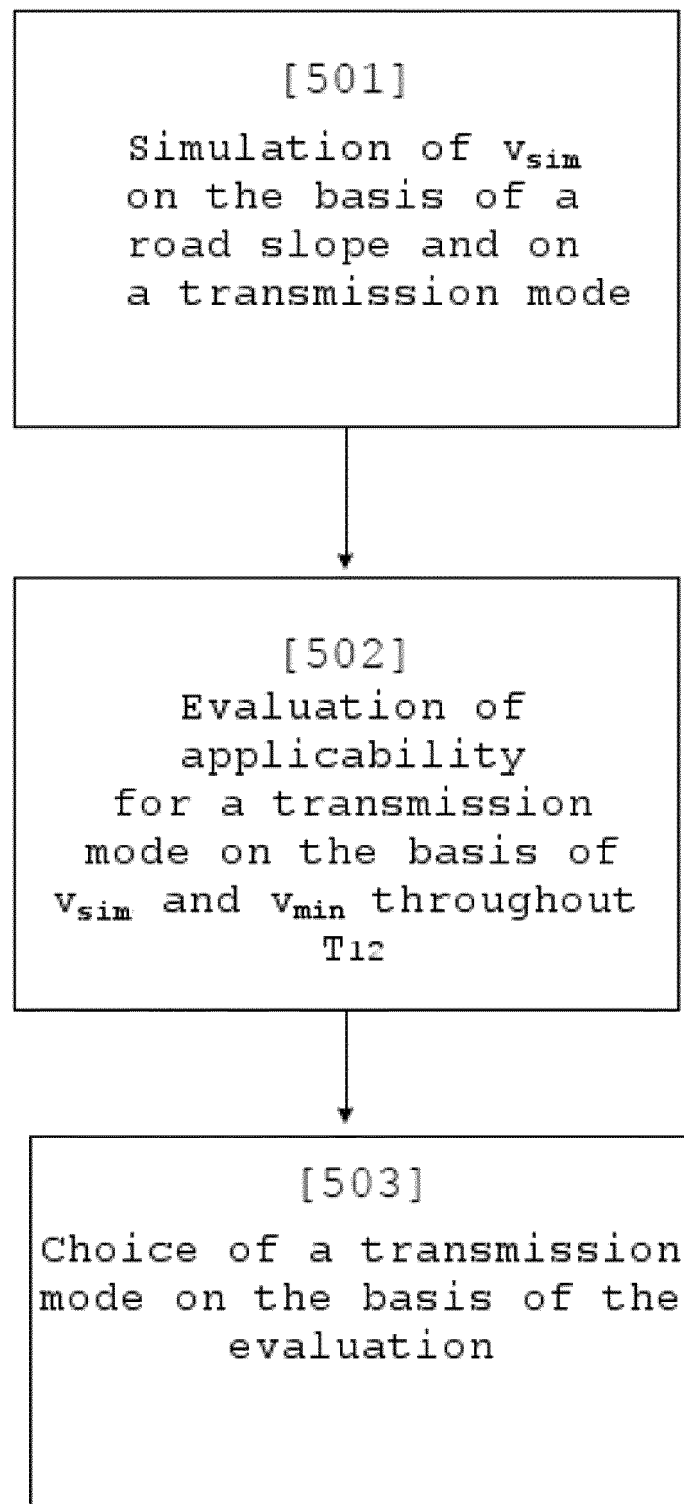 [501]
Simulation of vsim
on the basis of a
road slope and on
a transmission mode
[502]
Evaluation of
applicability
for a transmission
mode on the basis of
vsim and vmin throughout
T12
[503]
Choice of a transmission
mode on the basis of the
evaluation